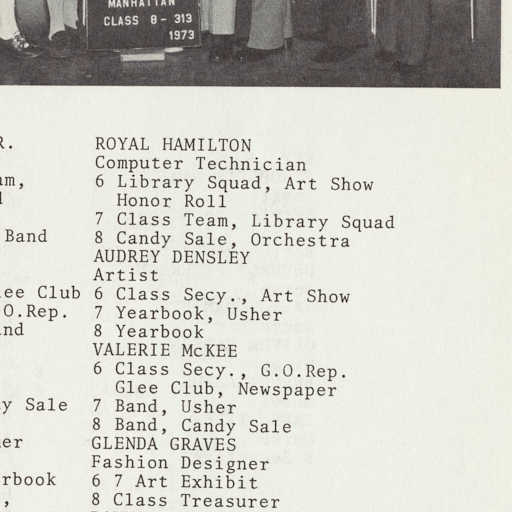 MANHATTAN
CLASS 8-313
1973
R.
am,
Band
lee Club
O.Rep.
and
y Sale
er
rbook
,
ROYAL HAMILTON
Computer Technician
6 Library Squad, Art Show
Honor Roll
7 Class Team, Library Squad
8 Candy Sale, Orchestra
AUDREY DENSLEY
Artist
6 Class Secy., Art Show
7 Yearbook, Usher
8 Yearbook
VALERIE McKEE
6 Class Secy., G.O.Rep.
Glee Club, Newspaper
7 Band, Usher
8 Band, Candy Sale
GLENDA GRAVES
Fashion Designer
6 7 Art Exhibit
8 Class Treasurer